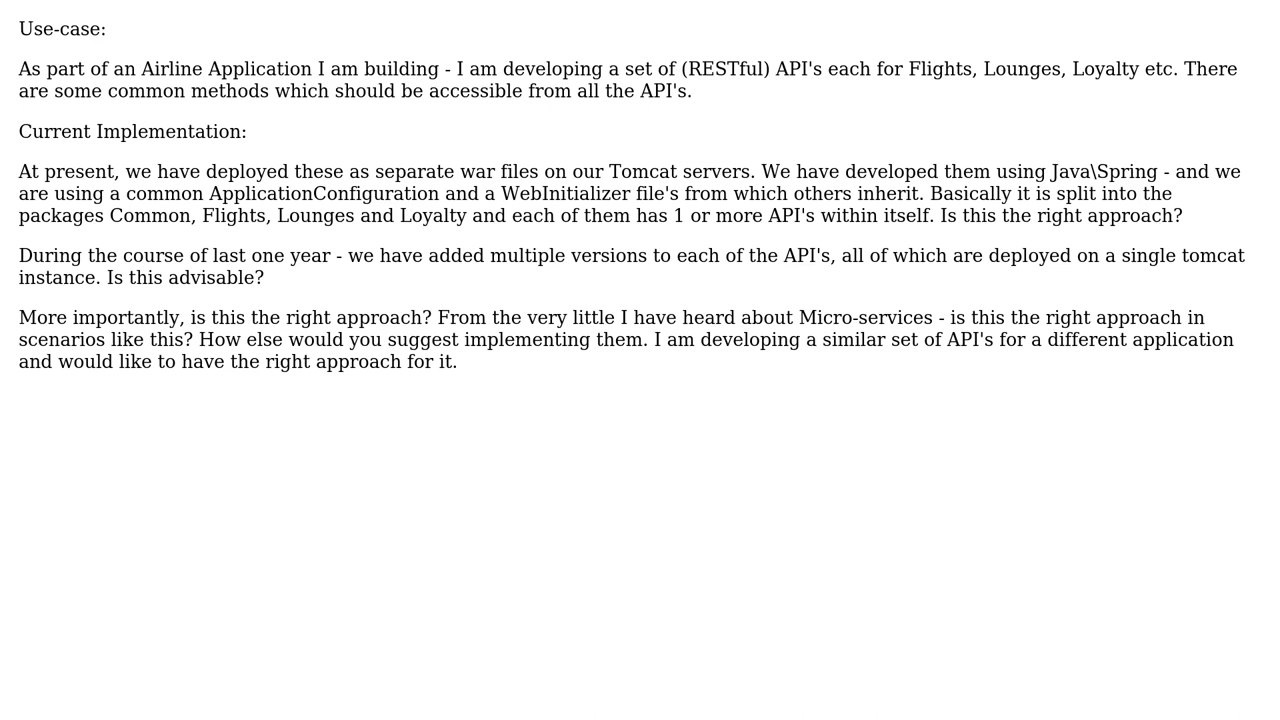 Use-case:
As part of an Airline Application I am building - I am developing a set of (RESTful) API's each for Flights, Lounges, Loyalty etc. There
are some common methods which should be accessible from all the API's.
Current Implementation:
At present, we have deployed these as separate war files on our Tomcat servers. We have developed them using Java\Spring - and we
are using a common ApplicationConfiguration and a WebInitializer file's from which others inherit. Basically it is split into the
packages Common, Flights, Lounges and Loyalty and each of them has 1 or more API's within itself. Is this the right approach?
During the course of last one year - we have added multiple versions to each of the API's, all of which are deployed on a single tomcat
instance. Is this advisable?
More importantly, is this the right approach? From the very little I have heard about Micro-services - is this the right approach in
scenarios like this? How else would you suggest implementing them. I am developing a similar set of API's for a different application
and would like to have the right approach for it.